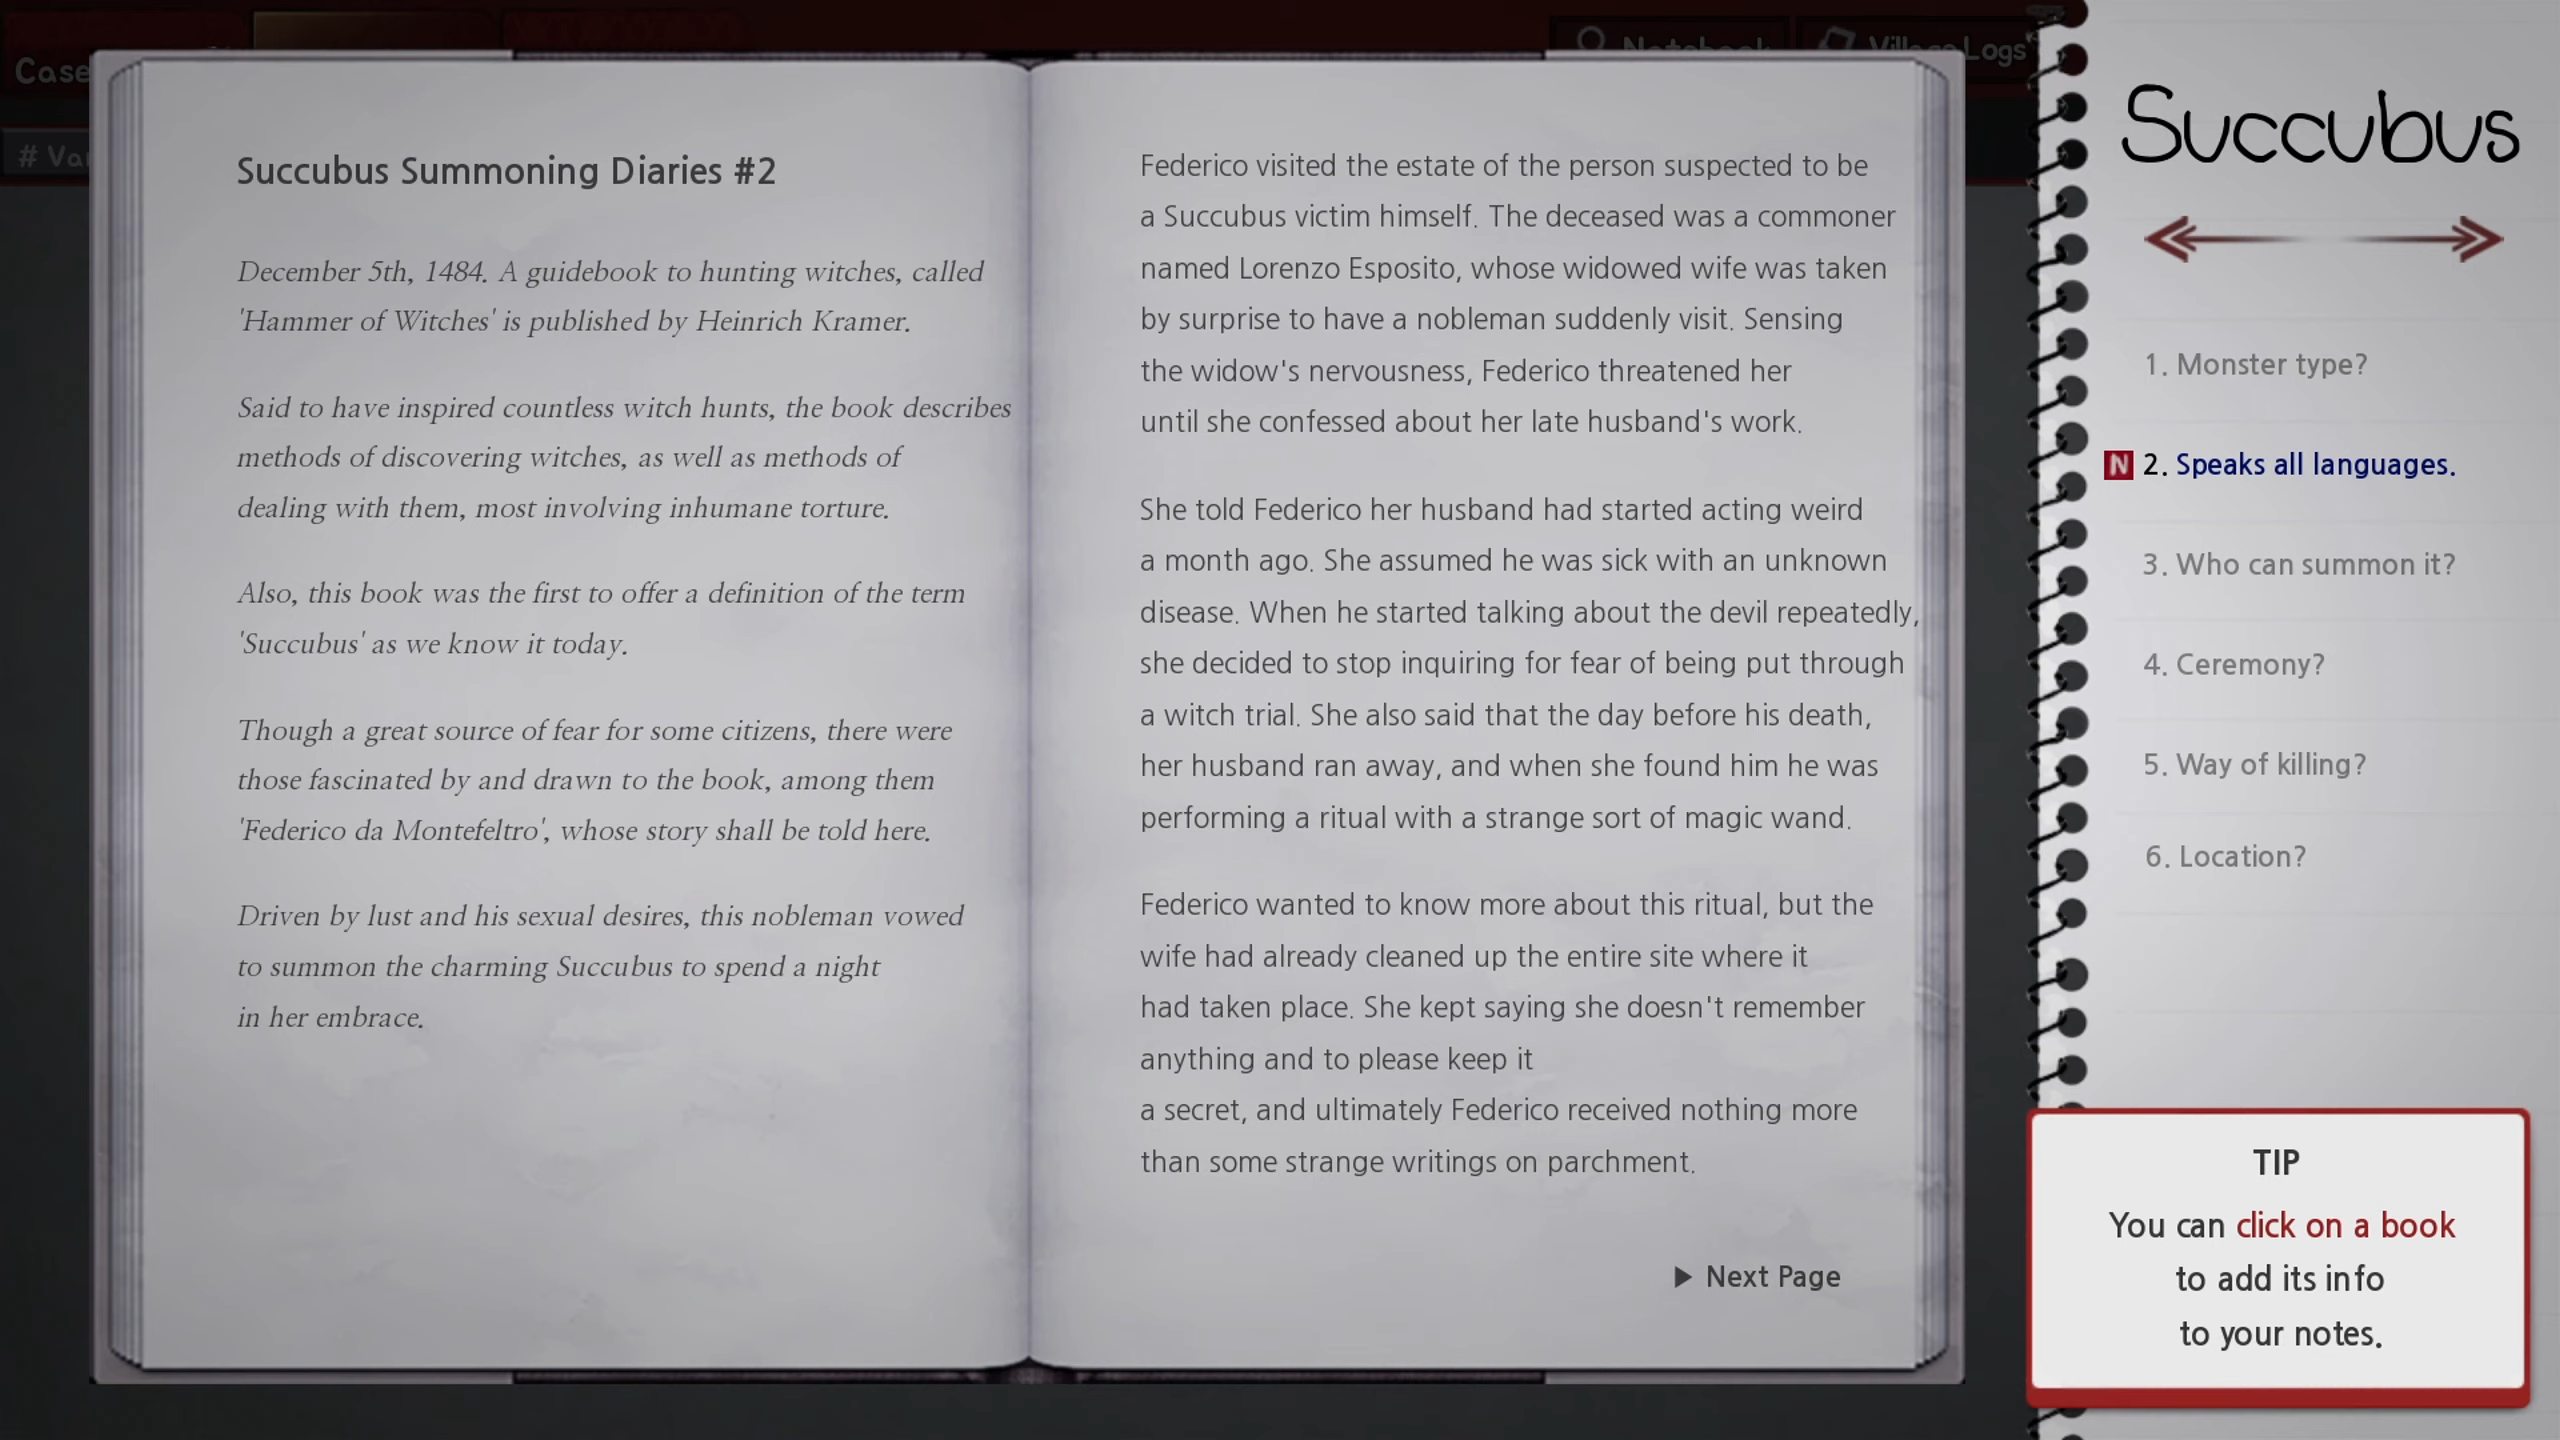 Case
Notebook
Village Logs
# Va
Succubus Summoning Diaries #2
December 5th, 1484. A guidebook to hunting witches, called
'Hammer of Witches' is published by Heinrich Kramer.
Said to have inspired countless witch hunts, the book describes
methods of discovering witches, as well as methods of
dealing with them, most involving inhumane torture.
Also, this book was the first to offer a definition of the term
'Succubus' as we know it today.
Though a great source of fear for some citizens, there were
those fascinated by and drawn to the book, among them
'Federico da Montefeltro', whose story shall be told here.
Driven by lust and his sexual desires, this nobleman vowed
to summon the charming Succubus to spend a night
in her embrace.
Federico visited the estate of the person suspected to be
a Succubus victim himself. The deceased was a commoner
named Lorenzo Esposito, whose widowed wife was taken
by surprise to have a nobleman suddenly visit. Sensing
the widow's nervousness, Federico threatened her
until she confessed about her late husband's work.
She told Federico her husband had started acting weird
a month ago. She assumed he was sick with an unknown
disease. When he started talking about the devil repeatedly,
she decided to stop inquiring for fear of being put through
a witch trial. She also said that the day before his death,
her husband ran away, and when she found him he was
performing a ritual with a strange sort of magic wand.
Federico wanted to know more about this ritual, but the
wife had already cleaned up the entire site where it
had taken place. She kept saying she doesn't remember
anything and to please keep it
a secret, and ultimately Federico received nothing more
than some strange writings on parchment.
▶ Next Page
Succubus
1. Monster type?
N 2. Speaks all languages.
3. Who can summon it?
4. Ceremony?
5. Way of killing?
6. Location?
TIP
You can click on a book
to add its info
to your notes.